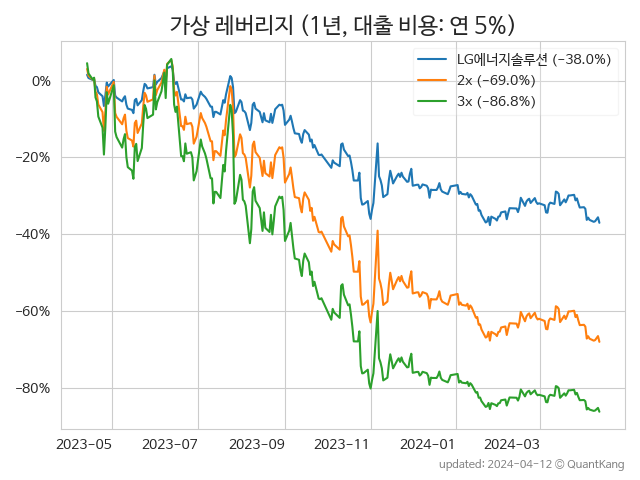 가상 레버리지 (1년, 대출 비용: 연 5%)
LG에너지솔루션 (−38.0%)
2x (−69.0%)
3x (−86.8%)
0%
−20%
−40%
−60%
−80%
2023-05 2023-07 2023-09 2023-11 2024-01 2024-03
updated: 2024-04-12 © QuantKang